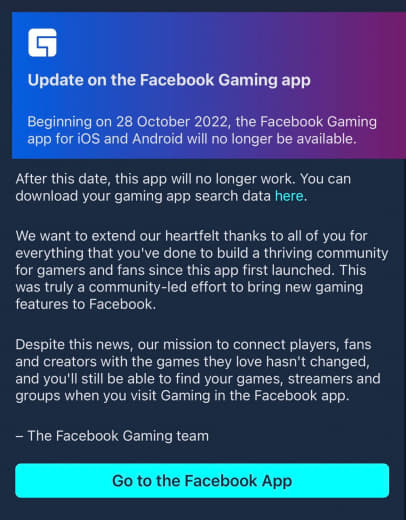 Update on the Facebook Gaming app
Beginning on 28 October 2022, the Facebook Gaming
app for iOS and Android will no longer be available.
After this date, this app will no longer work. You can
download your gaming app search data here.
We want to extend our heartfelt thanks to all of you for
everything that you've done to build a thriving community
for gamers and fans since this app first launched. This
was truly a community-led effort to bring new gaming
features to Facebook.
Despite this news, our mission to connect players, fans
and creators with the games they love hasn't changed,
and you'll still be able to find your games, streamers and
groups when you visit Gaming in the Facebook app.
– The Facebook Gaming team
Go to the Facebook App